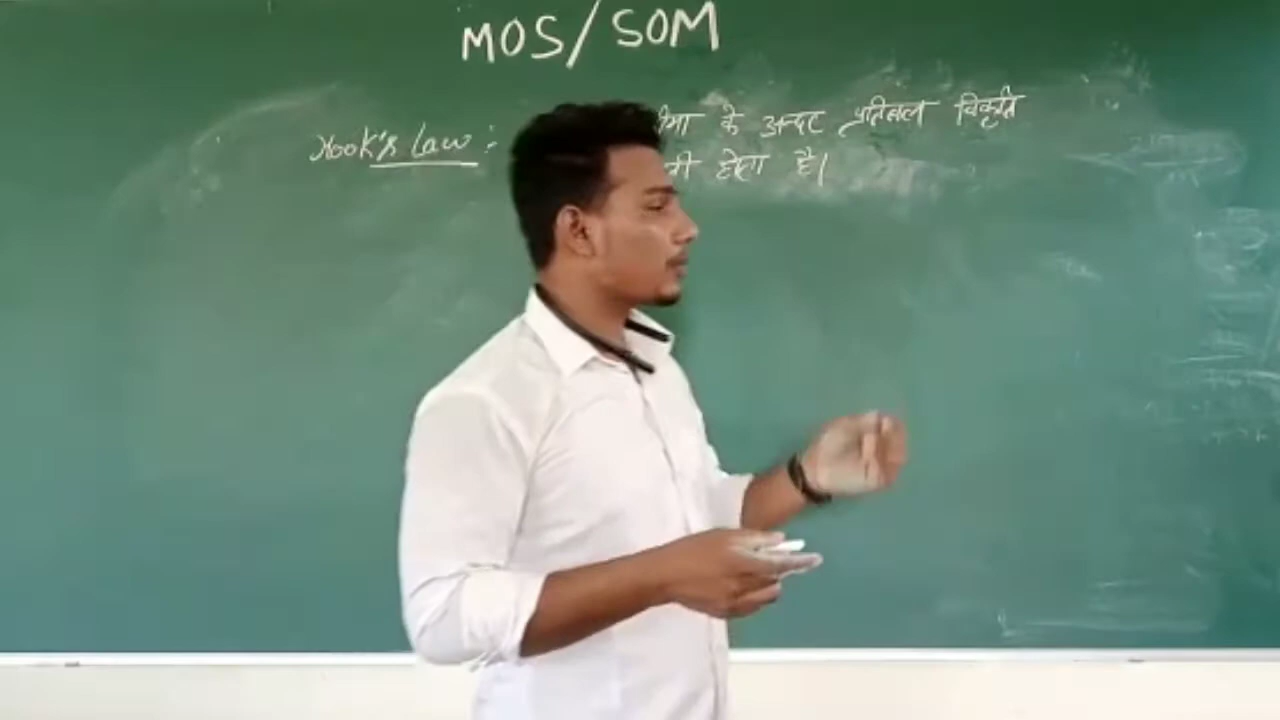 MOS/SOM
Hook's Law :- के अन्दर प्रतिबल विकृति
होता है।